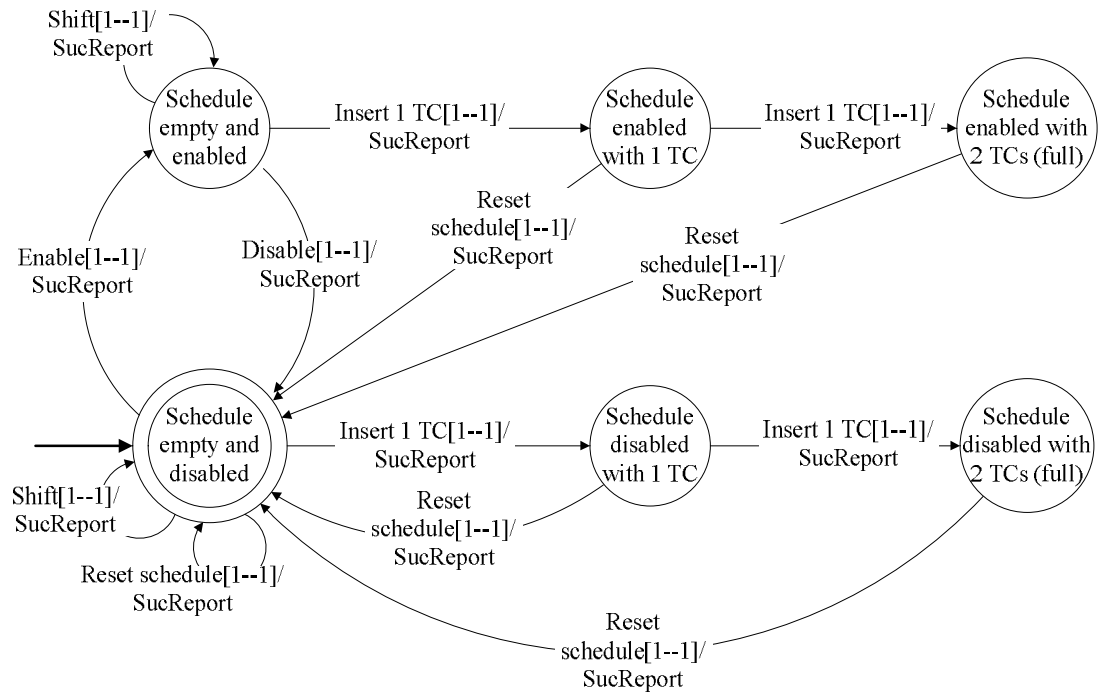 Shift[1--1]/
SucReport
Schedule
empty and
enabled
Insert 1 TC[1--1]/
SucReport
Schedule
enabled
with 1 TC
Insert 1 TC[1--1]/
SucReport
Schedule
enabled with
2 TCs (full)
Enable[1--1]/
SucReport
Disable[1--1]/
SucReport
Reset
schedule[1--1]/
SucReport
Reset
schedule[1--1]/
SucReport
Schedule
empty and
disabled
Insert 1 TC[1--1]/
SucReport
Schedule
disabled
with 1 TC
Insert 1 TC[1--1]/
SucReport
Schedule
disabled with
2 TCs (full)
Shift[1--1]/
SucReport
Reset
schedule[1--1]/
SucReport
Reset schedule[1--1]/
SucReport
Reset
schedule[1--1]/
SucReport